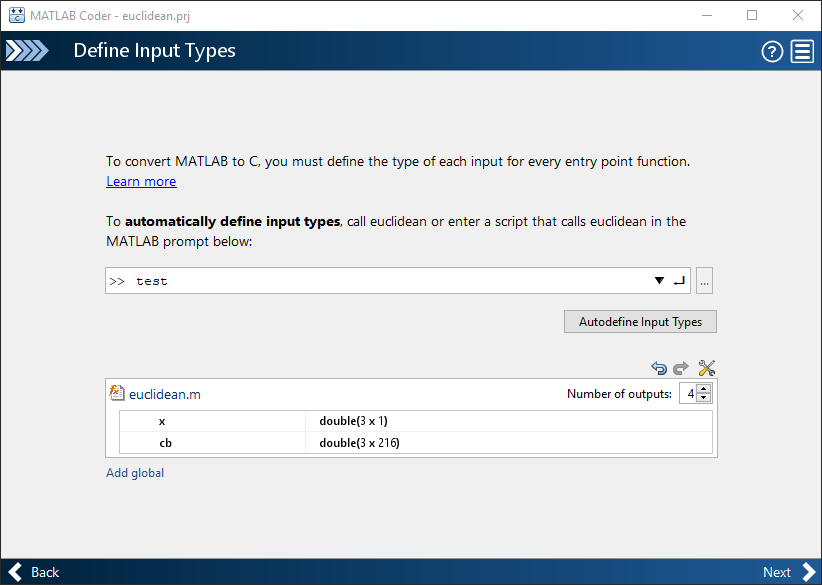 MATLAB Coder - euclidean.prj
Define Input Types
To convert MATLAB to C, you must define the type of each input for every entry point function.
Learn more
To automatically define input types, call euclidean or enter a script that calls euclidean in the
MATLAB prompt below:
>> test
...
Autodefine Input Types
euclidean.m Number of outputs: 4
x double(3 x 1)
cb double(3 x 216)
Add global
Back Next